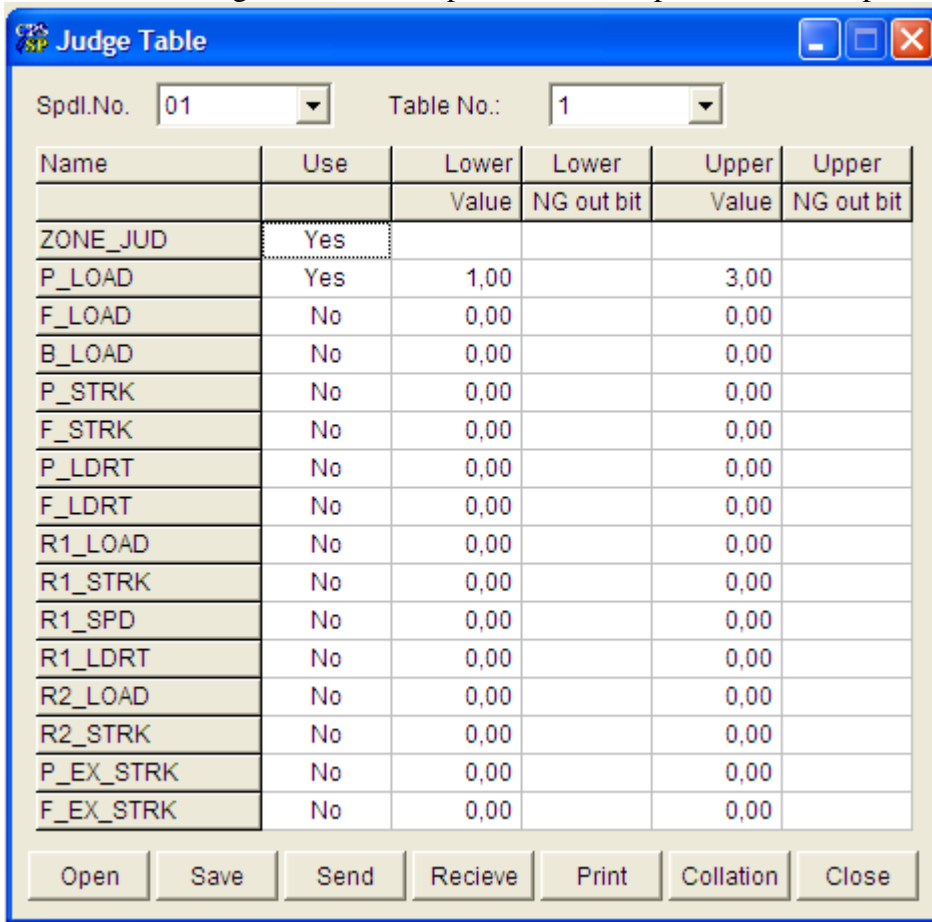 Judge Table
Spdl.No. 01 Table No.: 1
Name Use Lower Lower Upper Upper
Value NG out bit Value NG out bit
ZONE_JUD Yes
P_LOAD Yes 1,00 3,00
F_LOAD No 0,00 0,00
B_LOAD No 0,00 0,00
P_STRK No 0,00 0,00
F_STRK No 0,00 0,00
P_LDRT No 0,00 0,00
F_LDRT No 0,00 0,00
R1_LOAD No 0,00 0,00
R1_STRK No 0,00 0,00
R1_SPD No 0,00 0,00
R1_LDRT No 0,00 0,00
R2_LOAD No 0,00 0,00
R2_STRK No 0,00 0,00
P_EX_STRK No 0,00 0,00
F_EX_STRK No 0,00 0,00
Open Save Send Recieve Print Collation Close